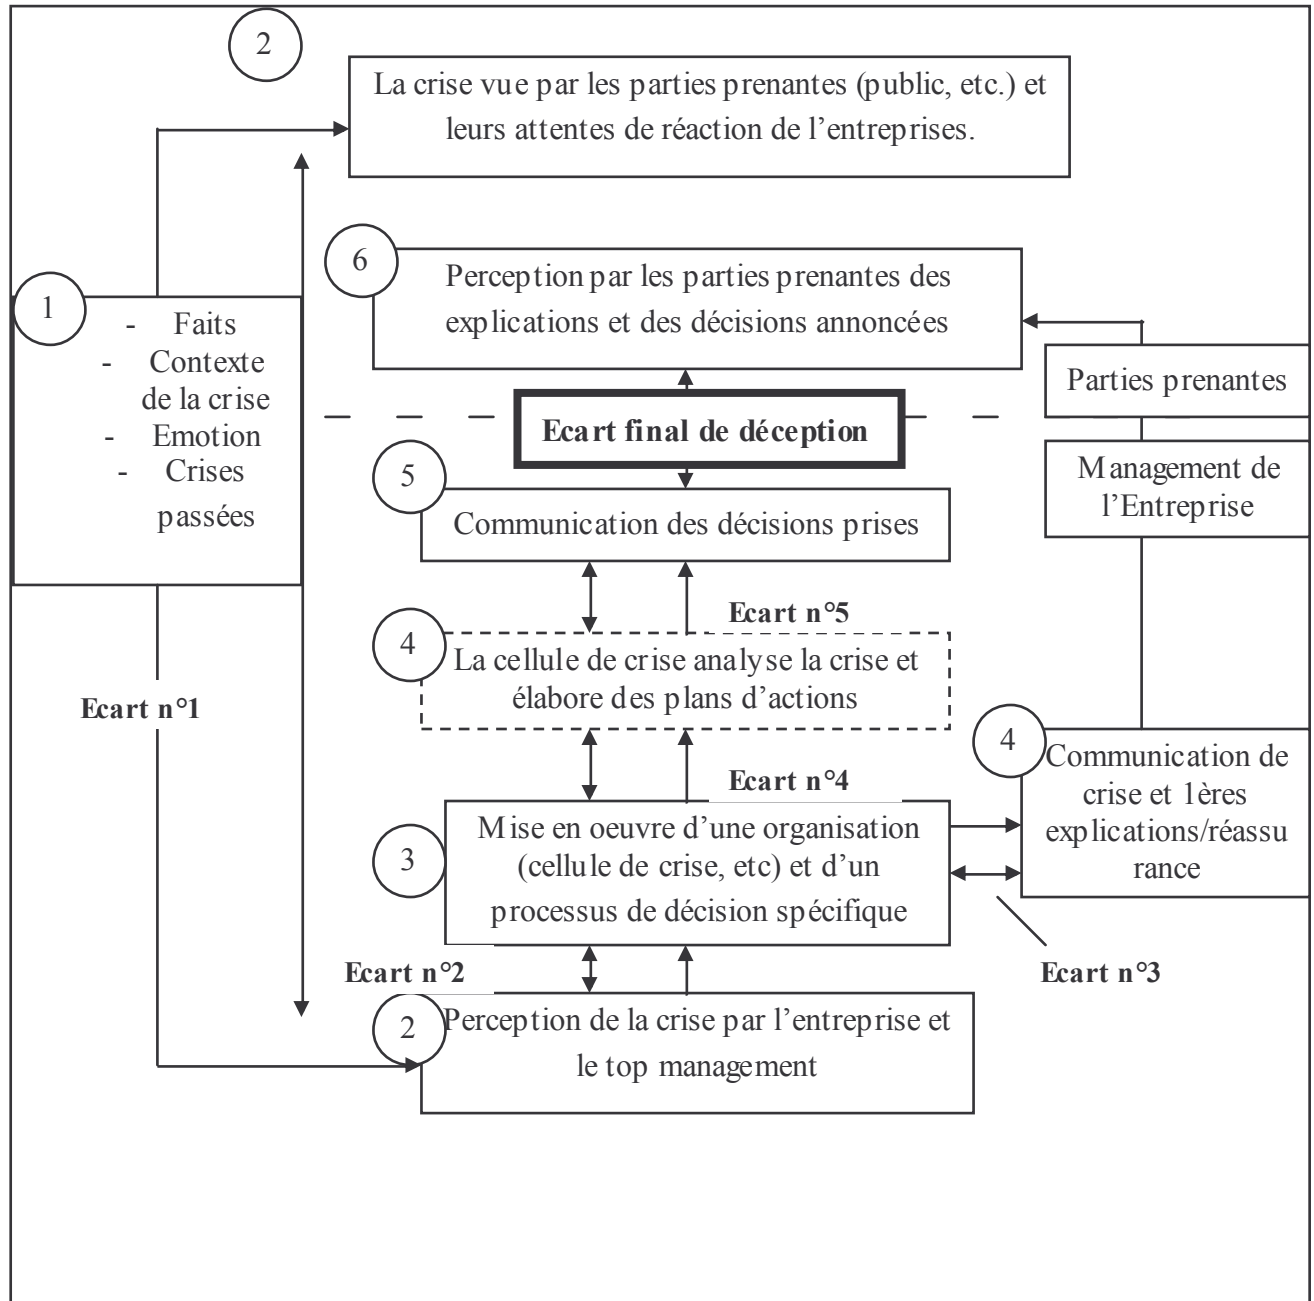 2
La crise vue par les parties prenantes (public, etc.) et
leurs attentes de réaction de l’entreprises.
6
Perception par les parties prenantes des
explications et des décisions annoncées
1
- Faits
- Contexte
de la crise
- Emotion
- Crises
passées
Parties prenantes
Ecart final de déception
Management de
l’Entreprise
5
Communication des décisions prises
Ecart n°5
4
La cellule de crise analyse la crise et
élabore des plans d’actions
Ecart n°1
4
Communication de
crise et 1ères
explications/réassu
rance
Ecart n°4
3
Mise en oeuvre d’une organisation
(cellule de crise, etc) et d’un
processus de décision spécifique
Ecart n°2
Ecart n°3
2
Perception de la crise par l’entreprise et
le top management